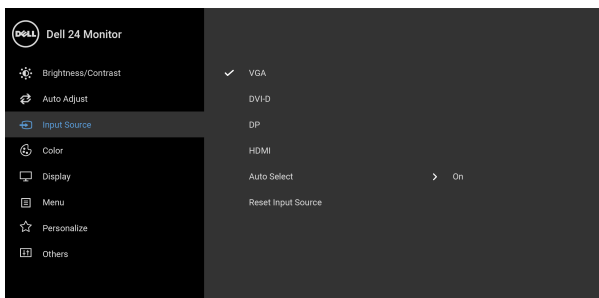 DELL Dell 24 Monitor
Brightness/Contrast
Auto Adjust
Input Source
Color
Display
Menu
Personalize
Others
VGA
DVI-D
DP
HDMI
Auto Select On
Reset Input Source